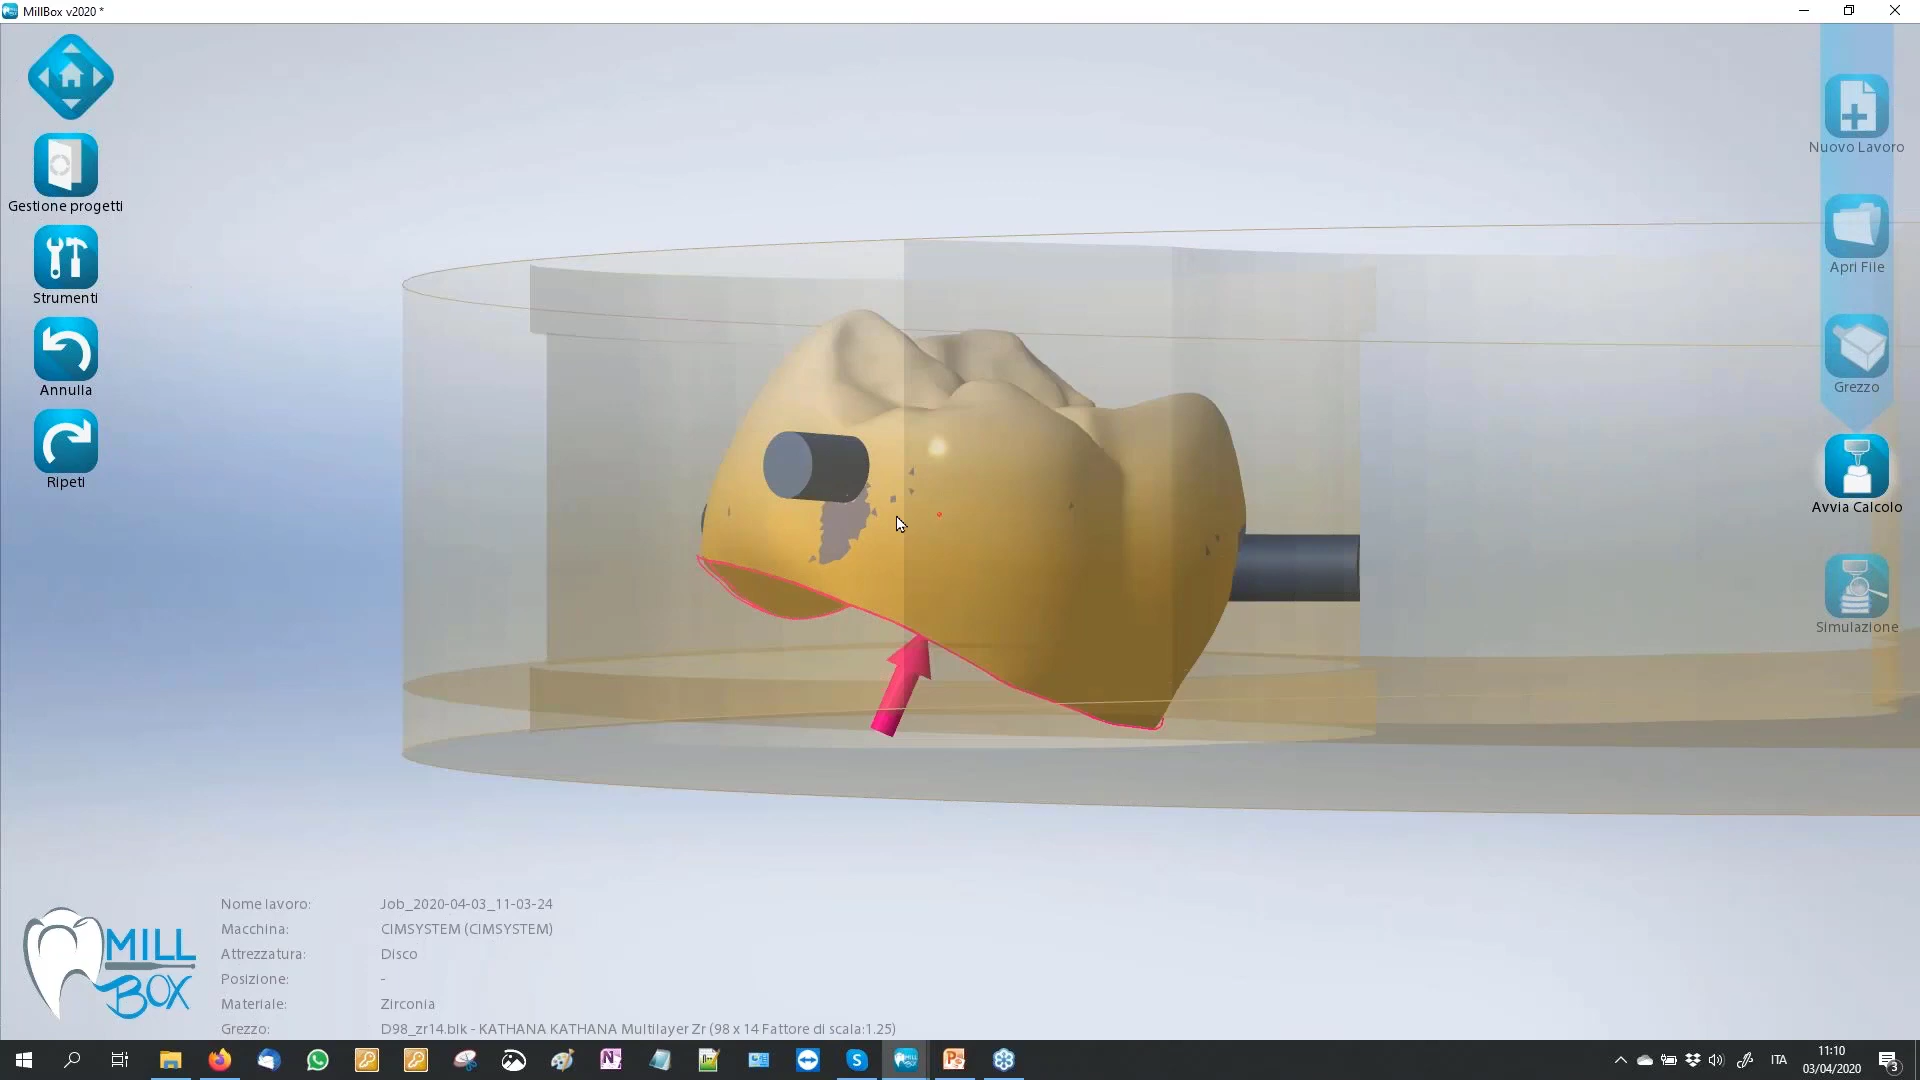 MillBox v2020 *
Gestione progetti
Strumenti
Annulla
Ripeti
Nuovo Lavoro
Apri File
Grezzo
Avvia Calcolo
Simulazione
MILL
BOX
Nome lavoro: Job_2020-04-03_11-03-24
Macchina: CIMSYSTEM (CIMSYSTEM)
Attrezzatura: Disco
Posizione: -
Materiale: Zirconia
Grezzo: D98_zr14.blk - KATHANA KATHANA Multilayer Zr (98 x 14 Fattore di scala:1.25)
ITA
11:10
03/04/2020
3